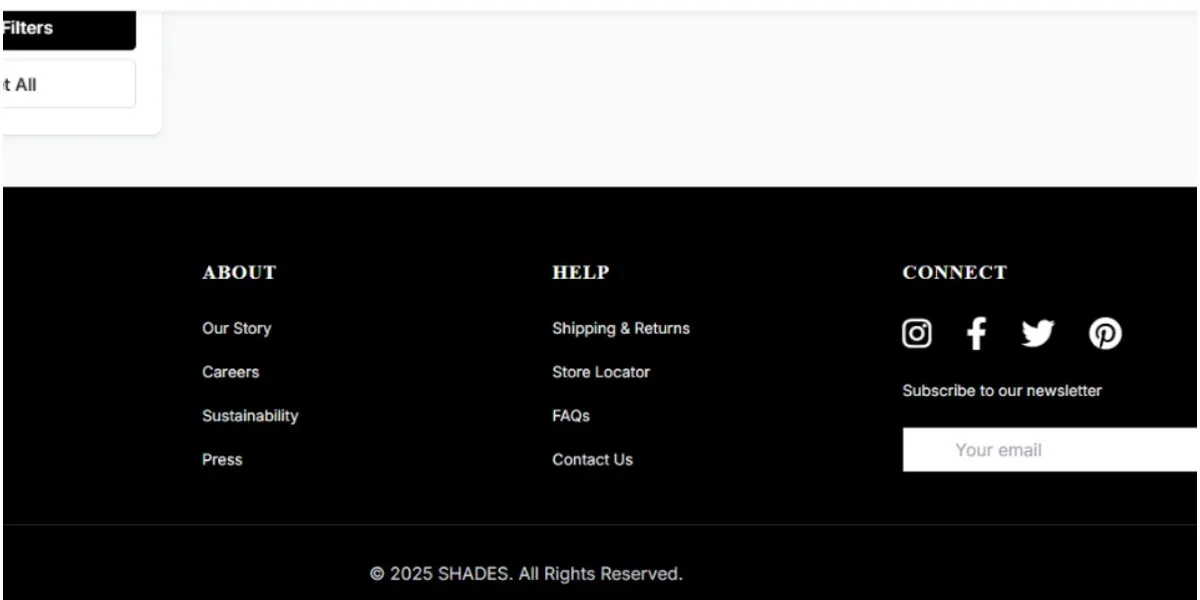 Filters
t All
ABOUT
Our Story
Careers
Sustainability
Press
HELP
Shipping & Returns
Store Locator
FAQs
Contact Us
CONNECT
Subscribe to our newsletter
Your email
© 2025 SHADES. All Rights Reserved.